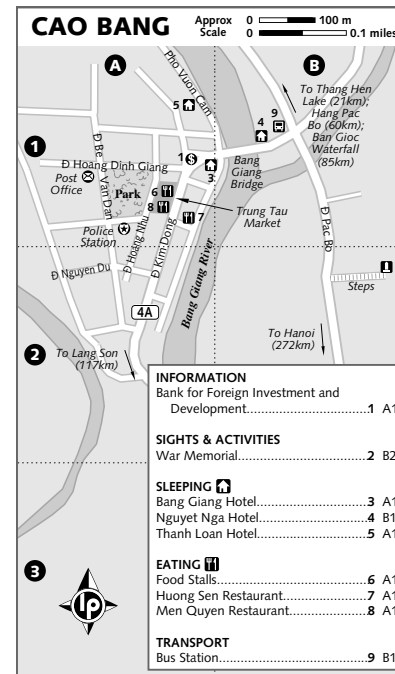 CAO BANG
Approx
Scale
0 100 m
0 0.1 miles
A
B
Pho Vuon Cam
5
To Thang Hen
Lake (21km);
Hang Pac
Bo (60km);
Ban Gioc
Waterfall
(85km)
9
4
1
1 $
Đ Hoang Dinh Giang
Post
Office
Đ Be Van Dan
Park
3
Bang
Giang
Bridge
6
8
7
Trung Tau
Market
Police
Station
Đ Hoang Nhu
Đ Kim Dong
Đ Pac Bo
Đ Nguyen Du
Bang Giang River
Steps
4A
2
To Lang Son
(117km)
To Hanoi
(272km)
INFORMATION
Bank for Foreign Investment and
Development..................................1 A1
SIGHTS & ACTIVITIES
War Memorial....................................2 B2
SLEEPING
Bang Giang Hotel..............................3 A1
Nguyet Nga Hotel.............................4 B1
Thanh Loan Hotel.............................5 A1
EATING
Food Stalls.........................................6 A1
Huong Sen Restaurant......................7 A1
Men Quyen Restaurant.....................8 A1
TRANSPORT
Bus Station.........................................9 B1
3
lp